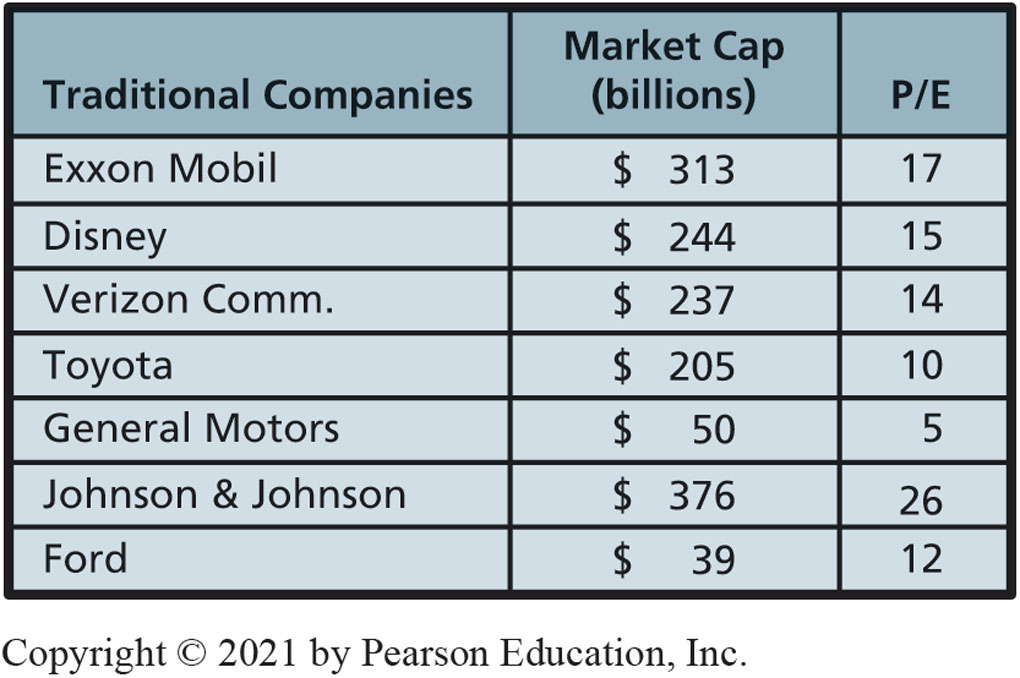 Traditional Companies Market Cap (billions) P/E
Exxon Mobil $ 313 17
Disney $ 244 15
Verizon Comm. $ 237 14
Toyota $ 205 10
General Motors $ 50 5
Johnson & Johnson $ 376 26
Ford $ 39 12
Copyright © 2021 by Pearson Education, Inc.